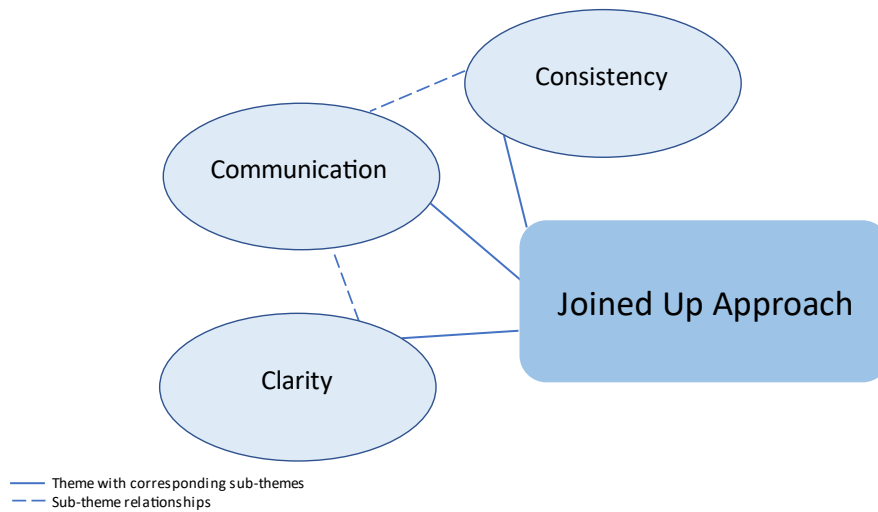 Consistency
Communication
Joined Up Approach
Clarity
Theme with corresponding sub-themes
Sub-theme relationships